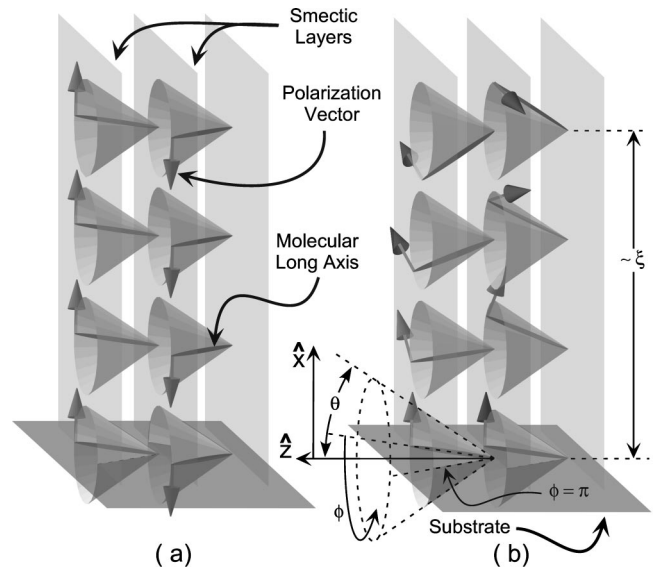 Smectic
Layers
Polarization
Vector
Molecular
Long Axis
~ξ
x̂
θ
ẑ
ϕ
ϕ = π
Substrate
( a)
( b)